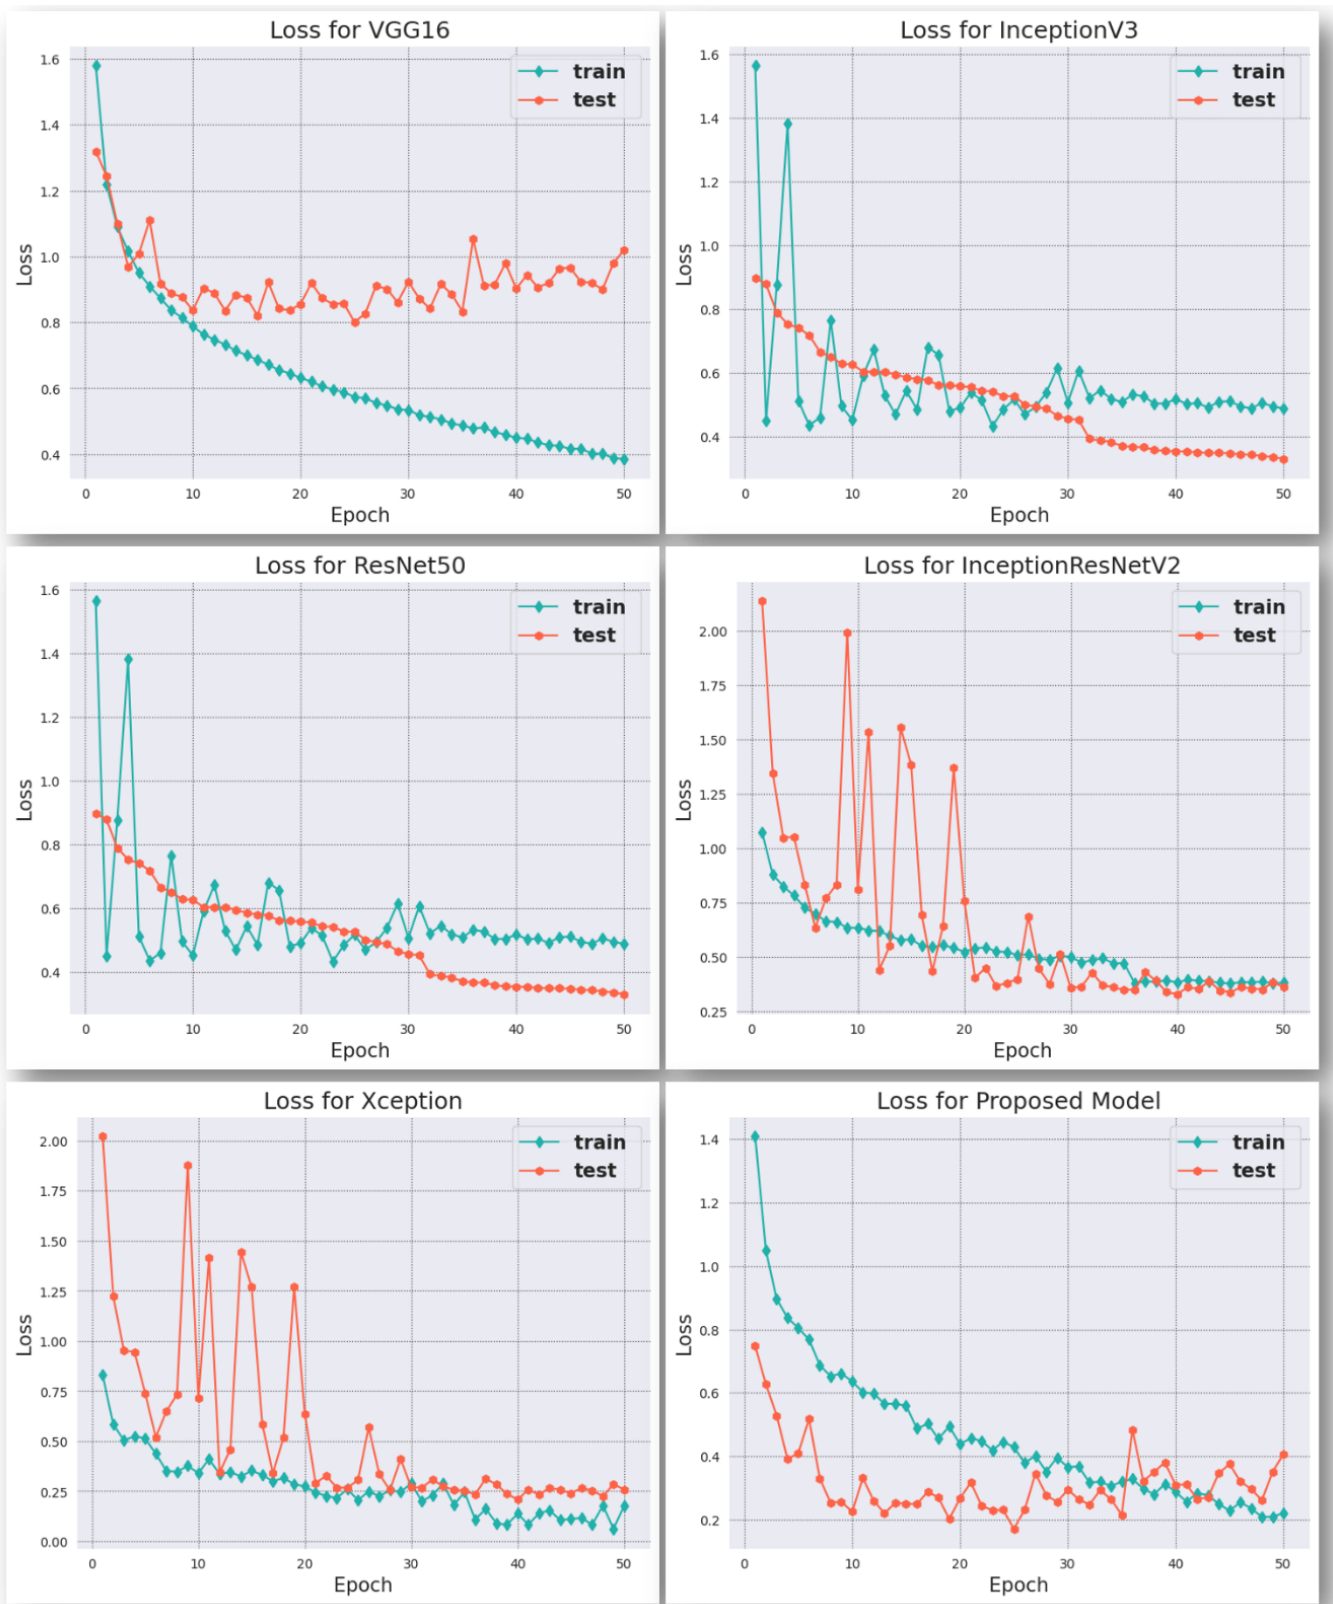 Loss for VGG16
train
test
1.6
1.4
1.2
1.0
0.8
0.6
0.4
Loss
0 10 20 30 40 50
Epoch
Loss for InceptionV3
train
test
1.6
1.4
1.2
1.0
0.8
0.6
0.4
Loss
0 10 20 30 40 50
Epoch
Loss for ResNet50
train
test
1.6
1.4
1.2
1.0
0.8
0.6
0.4
Loss
0 10 20 30 40 50
Epoch
Loss for InceptionResNetV2
train
test
2.00
1.75
1.50
1.25
1.00
0.75
0.50
0.25
Loss
0 10 20 30 40 50
Epoch
Loss for Xception
train
test
2.00
1.75
1.50
1.25
1.00
0.75
0.50
0.25
0.00
Loss
0 10 20 30 40 50
Epoch
Loss for Proposed Model
train
test
1.4
1.2
1.0
0.8
0.6
0.4
0.2
Loss
0 10 20 30 40 50
Epoch